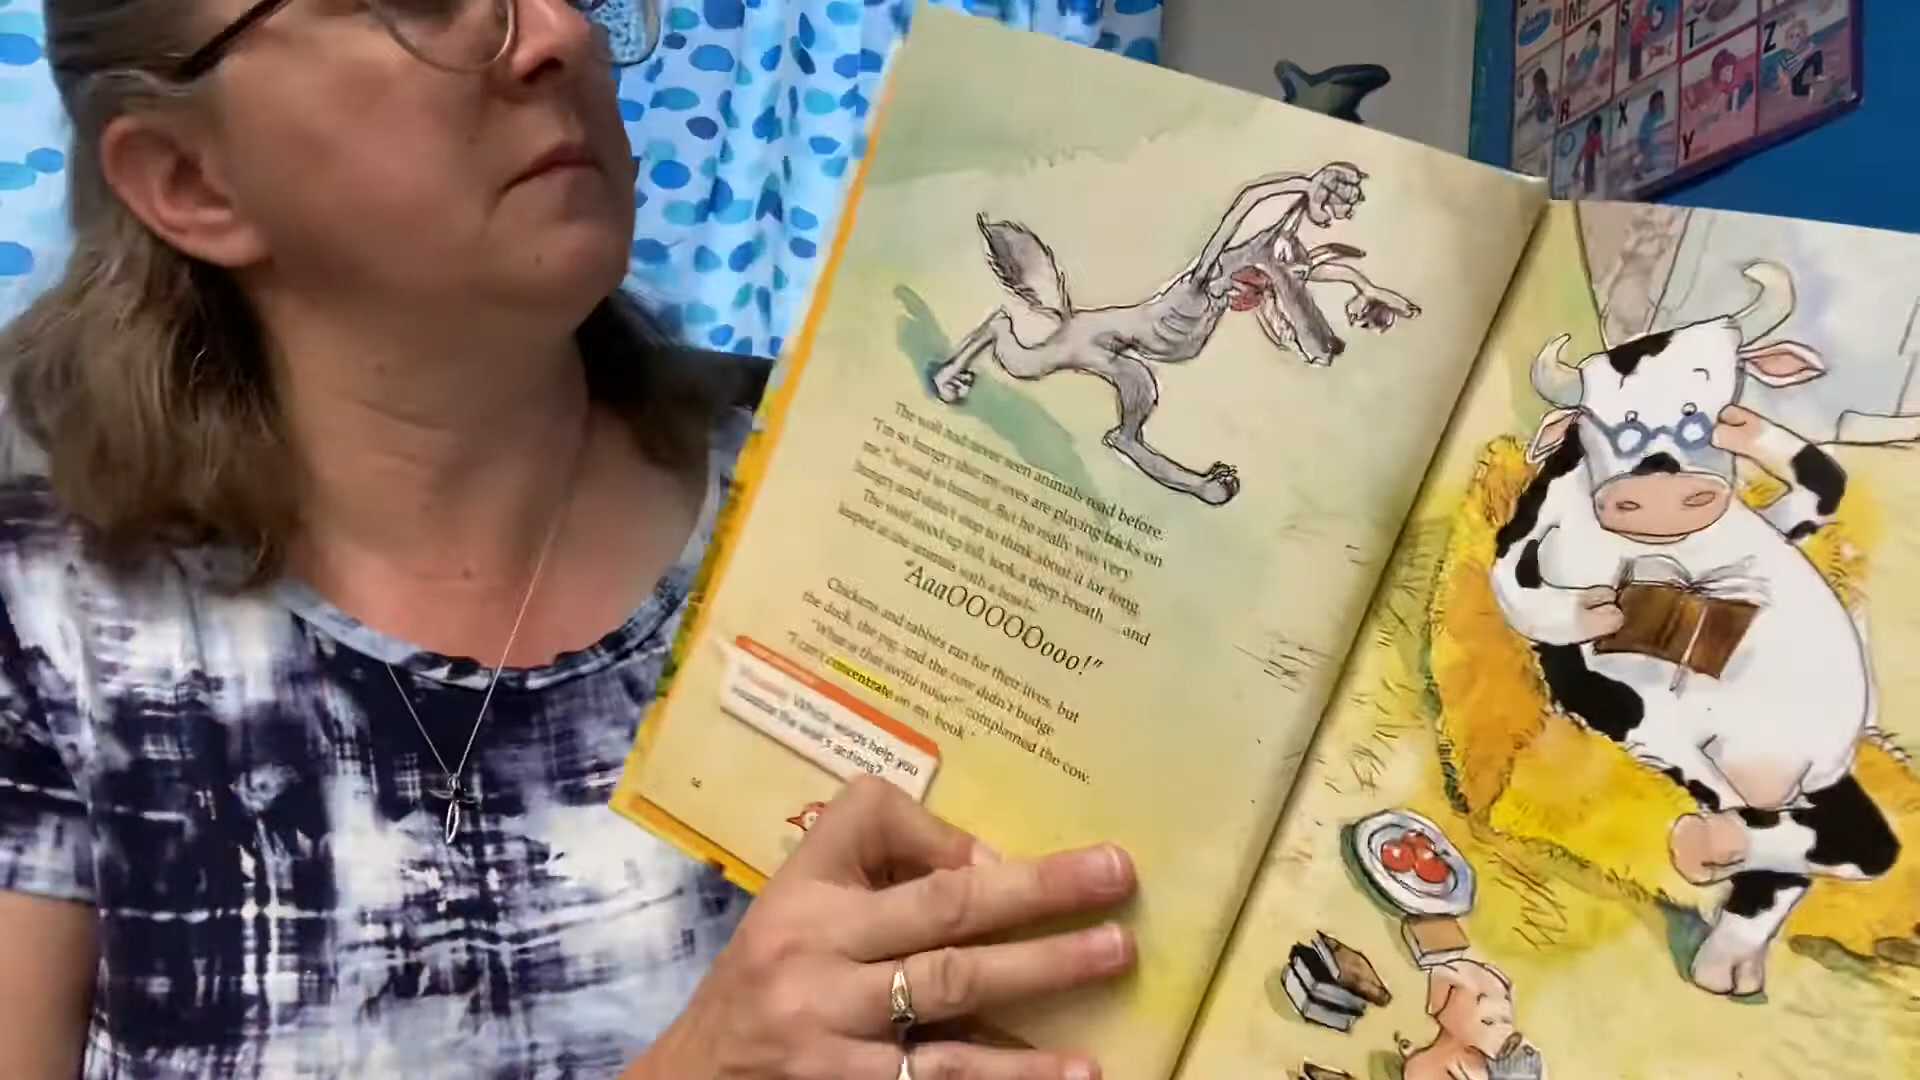 The wolf had never seen animals read before.
"I'm so hungry that my eyes are playing tricks on
me," he said to himself. But he really was very
hungry and didn't stop to think about it for long.
The wolf stood up tall, took a deep breath...and
leaped at the animals with a howl—
"AaaOOOOOooo!"
Chickens and rabbits ran for their lives, but
the duck, the pig, and the cow didn't budge.
"What is that awful noise?" complained the cow.
"I can't concentrate on my book."
Which words help you
visualize the wolf's actions?
M
S
T
Z
R
X
Y